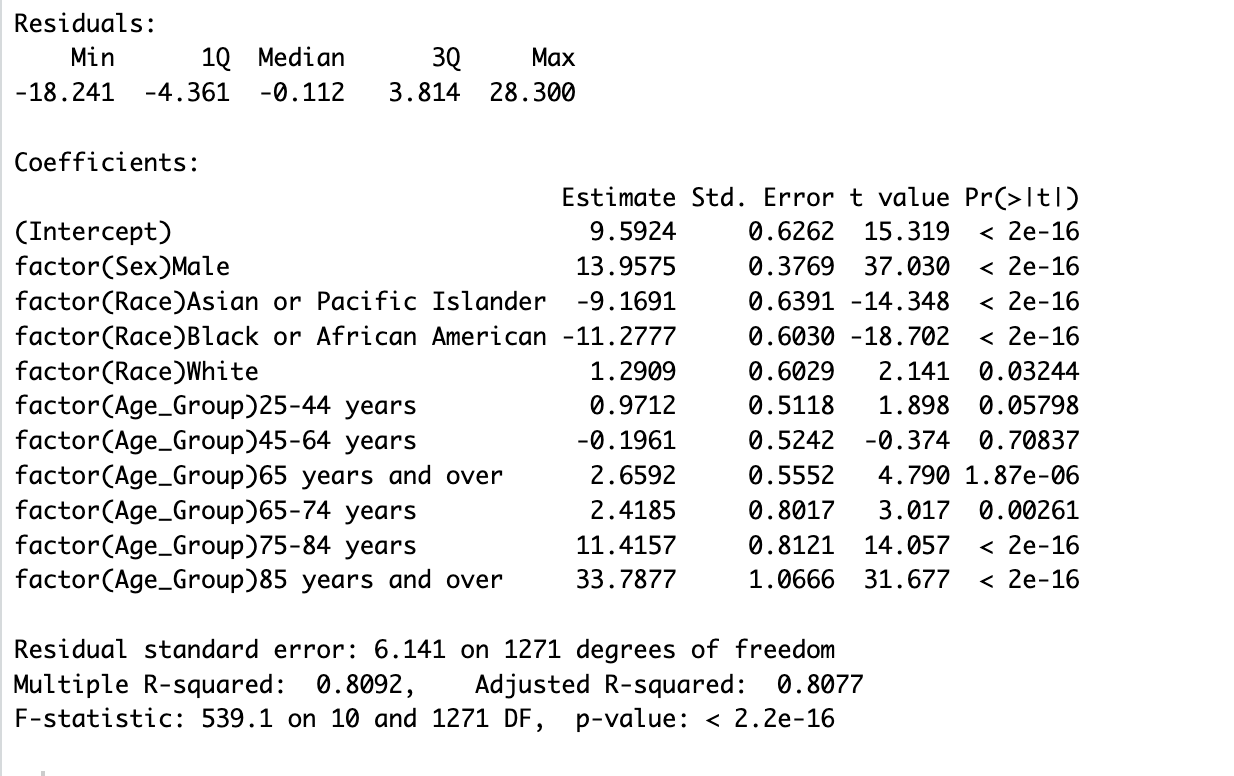 Residuals:
Min 1Q Median 3Q Max
-18.241 -4.361 -0.112 3.814 28.300
Coefficients:
Estimate Std. Error t value Pr(>|t|)
(Intercept) 9.5924 0.6262 15.319 < 2e-16
factor(Sex)Male 13.9575 0.3769 37.030 < 2e-16
factor(Race)Asian or Pacific Islander -9.1691 0.6391 -14.348 < 2e-16
factor(Race)Black or African American -11.2777 0.6030 -18.702 < 2e-16
factor(Race)White 1.2909 0.6029 2.141 0.03244
factor(Age_Group)25-44 years 0.9712 0.5118 1.898 0.05798
factor(Age_Group)45-64 years -0.1961 0.5242 -0.374 0.70837
factor(Age_Group)65 years and over 2.6592 0.5552 4.790 1.87e-06
factor(Age_Group)65-74 years 2.4185 0.8017 3.017 0.00261
factor(Age_Group)75-84 years 11.4157 0.8121 14.057 < 2e-16
factor(Age_Group)85 years and over 33.7877 1.0666 31.677 < 2e-16
Residual standard error: 6.141 on 1271 degrees of freedom
Multiple R-squared: 0.8092, Adjusted R-squared: 0.8077
F-statistic: 539.1 on 10 and 1271 DF, p-value: < 2.2e-16